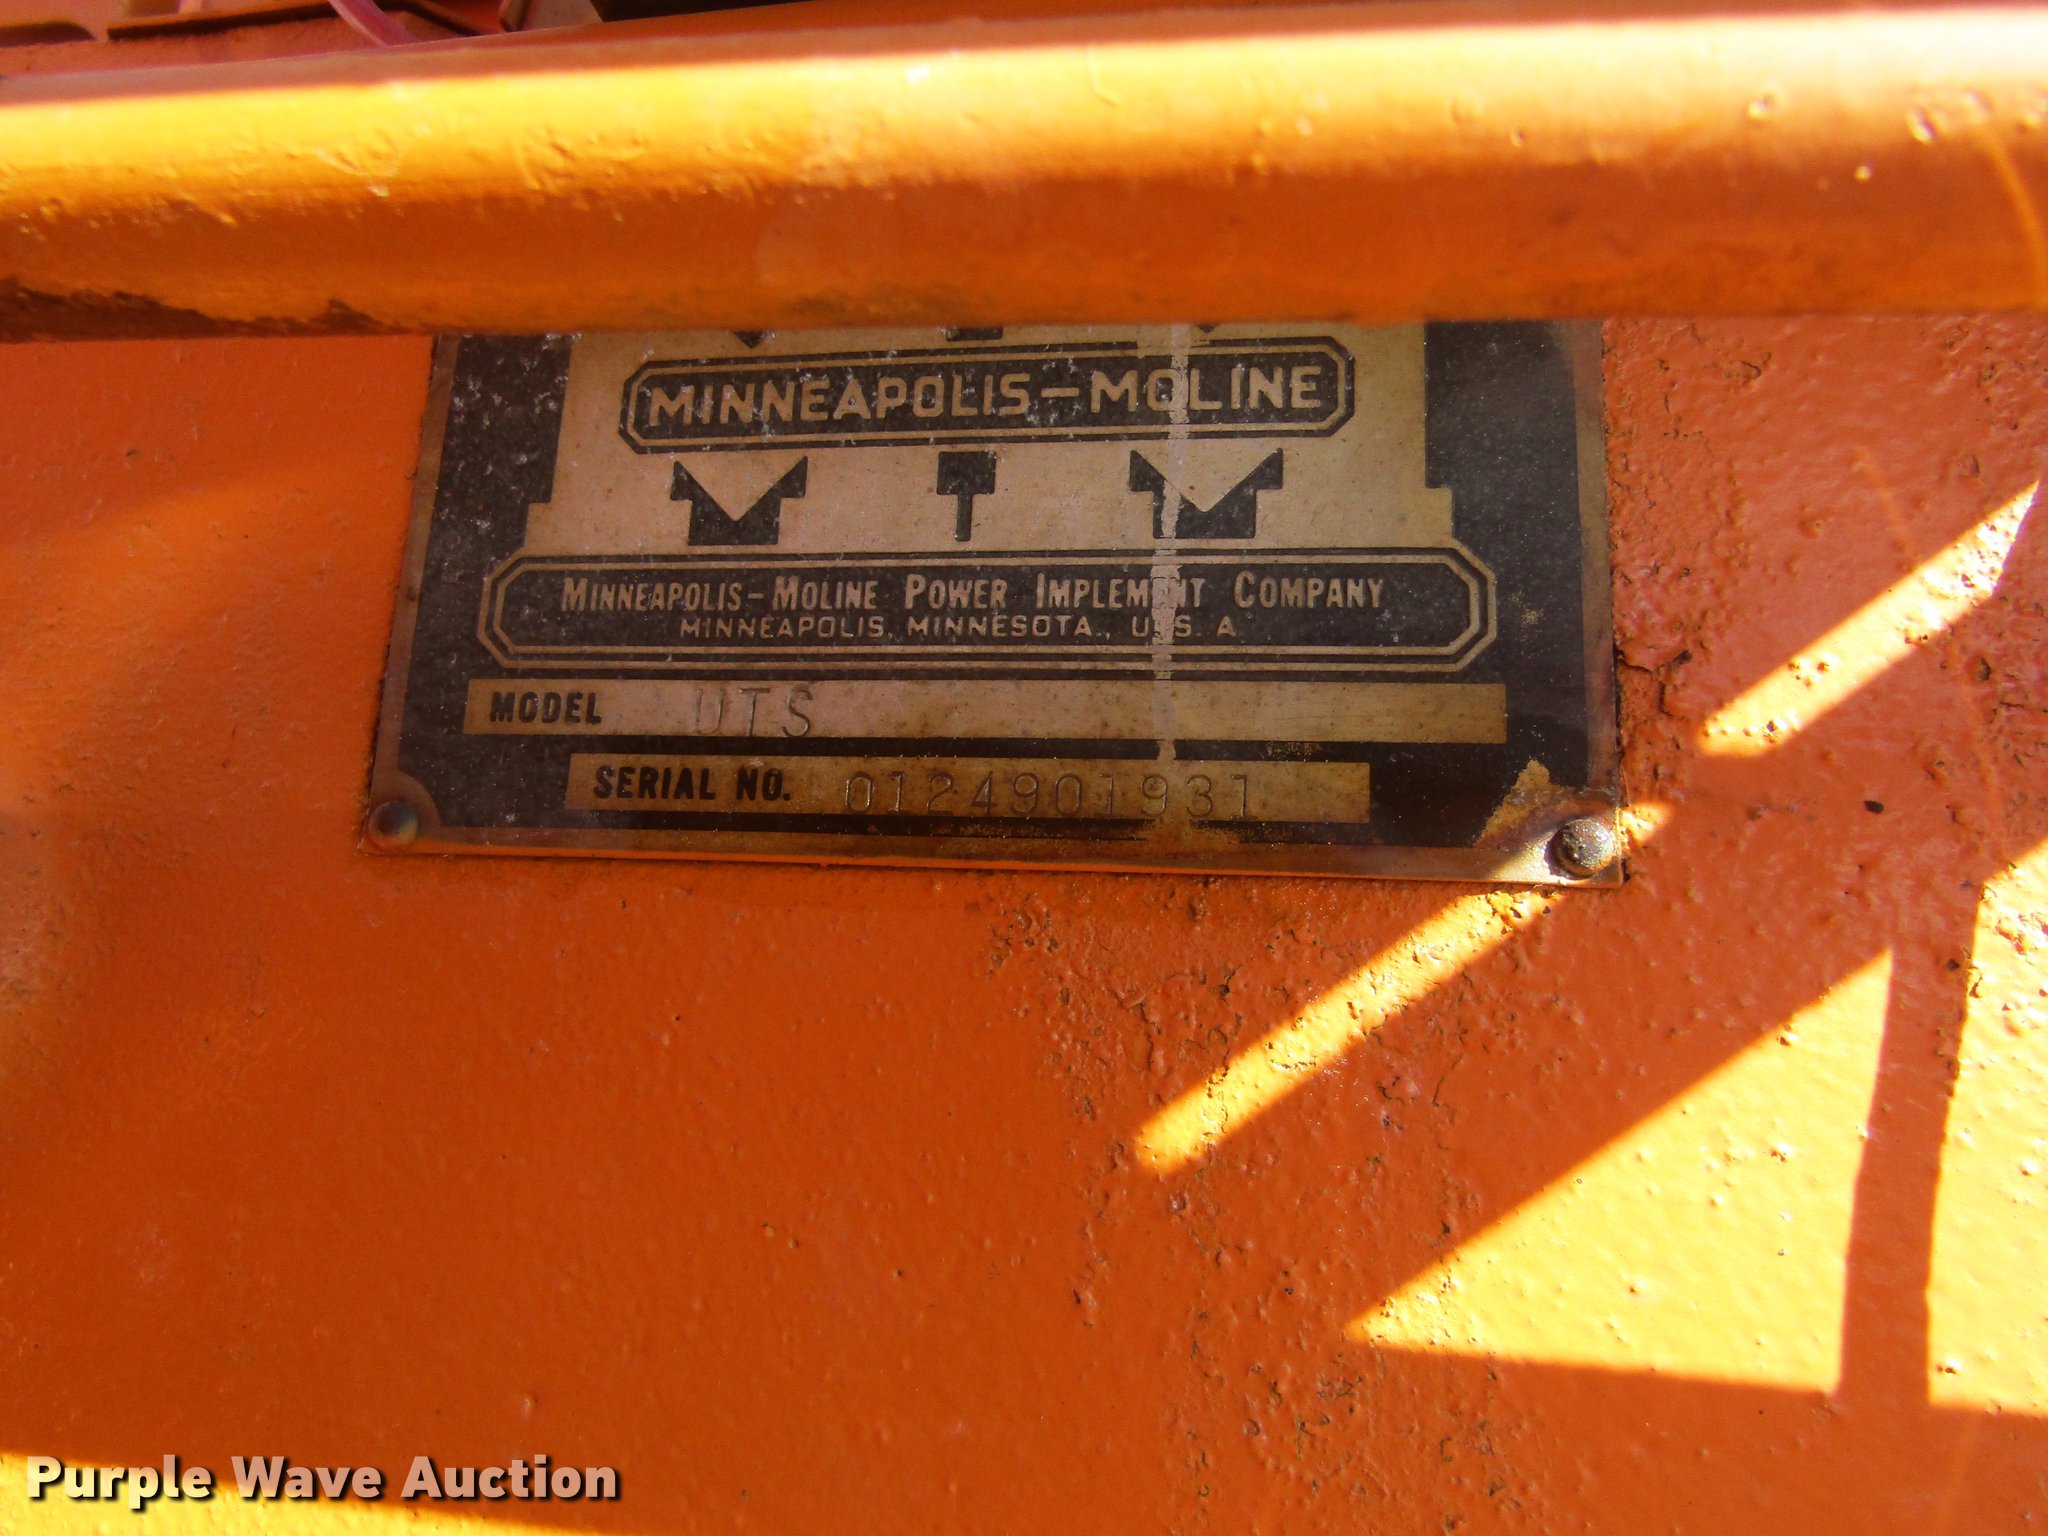 MINNEAPOLIS-MOLINE
M T M
MINNEAPOLIS-MOLINE POWER IMPLEMENT COMPANY
MINNEAPOLIS, MINNESOTA., U.S.A
MODEL UTS
SERIAL NO. 0124901931
Purple Wave Auction